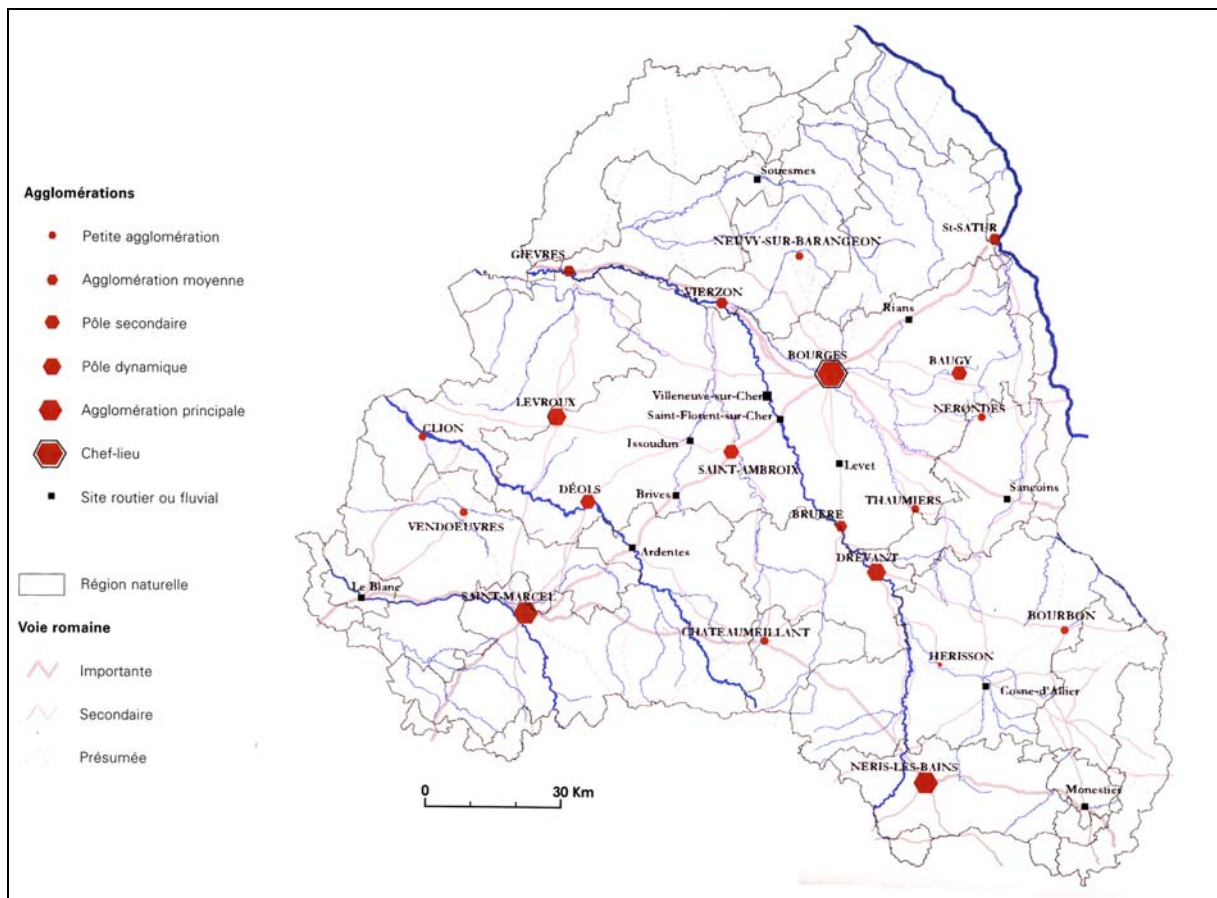 Agglomérations
Petite agglomération
Agglomération moyenne
Pôle secondaire
Pôle dynamique
Agglomération principale
Chef-lieu
Site routier ou fluvial
Région naturelle
Voie romaine
Importante
Secondaire
Présumée
Souesmes
St-SATUR
NEUVY-SUR-BARANGEON
GIEVRES
VIERZON
Rians
BOURGES
BAUGY
Villeneuve-sur-Cher
LEVROUX
NERONDES
Saint-Florent-sur-Cher
CLION
Issoudun
SAINT-AMBROIX
Levet
DÉOLS
Brives
THAUMIERS
Sancoins
VENDOEUVRES
BRUERE
Ardentes
DREVANT
Le Blanc
SAINT-MARCEL
CHATEAUMEILLANT
BOURBON
HERISSON
Cosne-d'Allier
NERIS-LES-BAINS
Monestier
0 30 Km